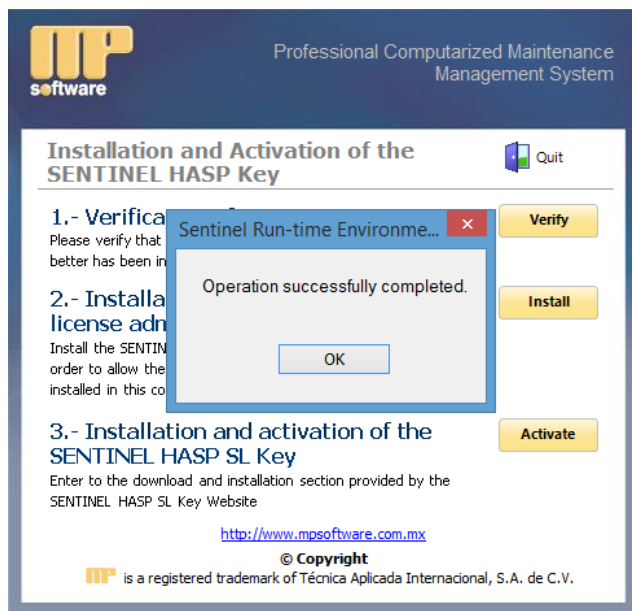 MP
software
Professional Computarized Maintenance
Management System
Installation and Activation of the
SENTINEL HASP Key
Quit
1.- Verifica
Please verify that
better has been in
Verify
Sentinel Run-time Environme...
Operation successfully completed.
OK
2.- Installa
license adm
Install the SENTIN
order to allow the
installed in this co
Install
3.- Installation and activation of the
SENTINEL HASP SL Key
Enter to the download and installation section provided by the
SENTINEL HASP SL Key Website
Activate
http://www.mpsoftware.com.mx
© Copyright
MP is a registered trademark of Técnica Aplicada Internacional, S.A. de C.V.